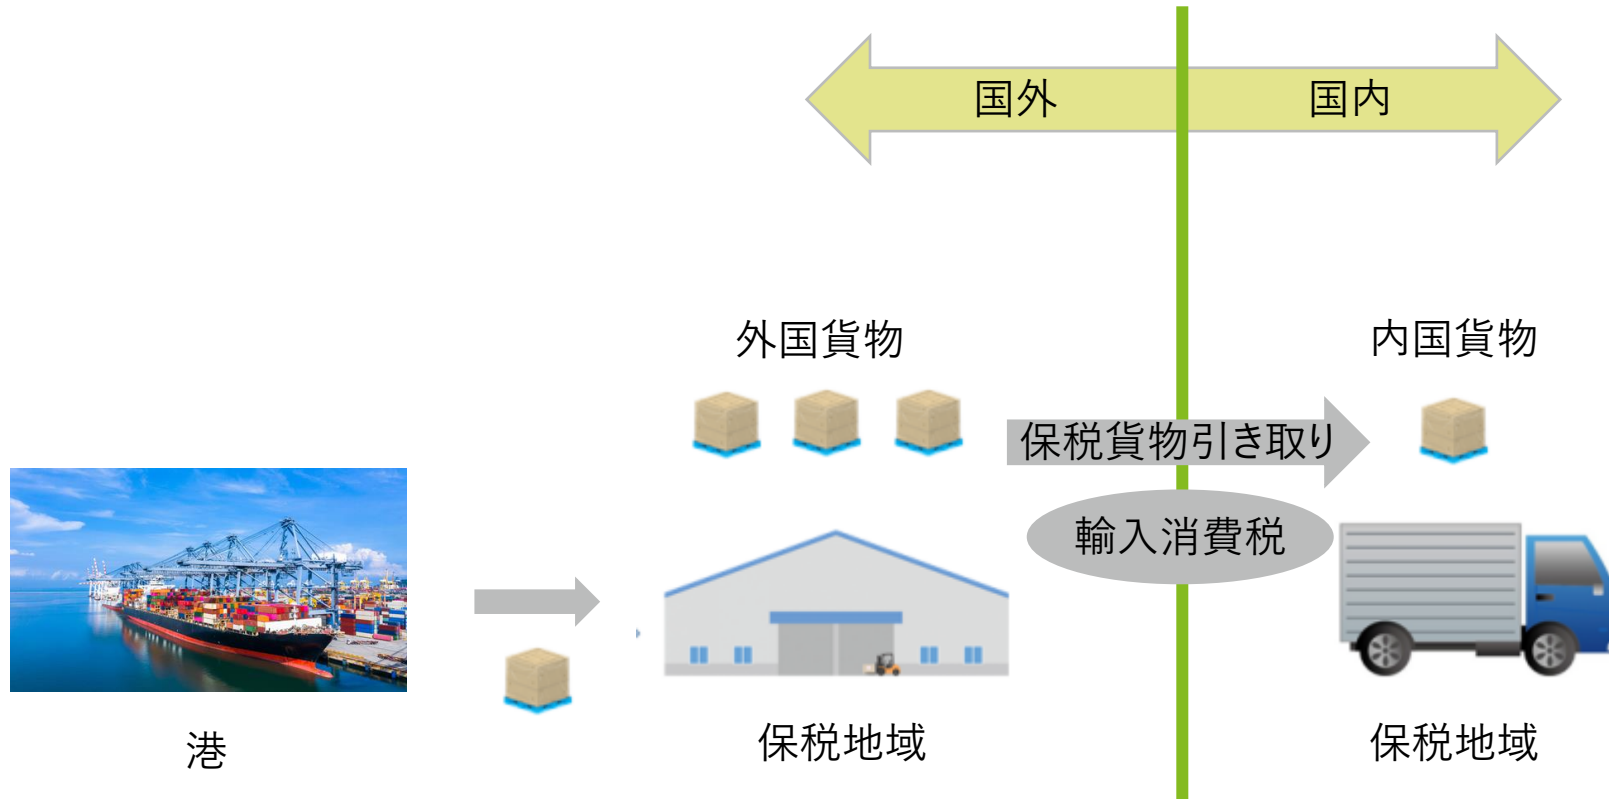 国外
国内
外国貨物
内国貨物
保税貨物引き取り
輸入消費税
港
保税地域
保税地域